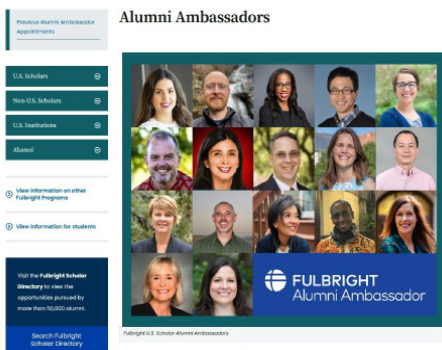 Previous Alumni Ambassador
Appointments
U.S. Scholars
Non-U.S. Scholars
U.S. Institutions
Alumni
View information on other
Fulbright Programs
View information for students
Visit the Fulbright Scholar
Directory to view the
opportunities pursued by
more than 50,000 alumni.
Search Fulbright
Scholar Directory
Alumni Ambassadors
FULBRIGHT
Alumni Ambassador
Fulbright U.S. Scholar Alumni Ambassadors